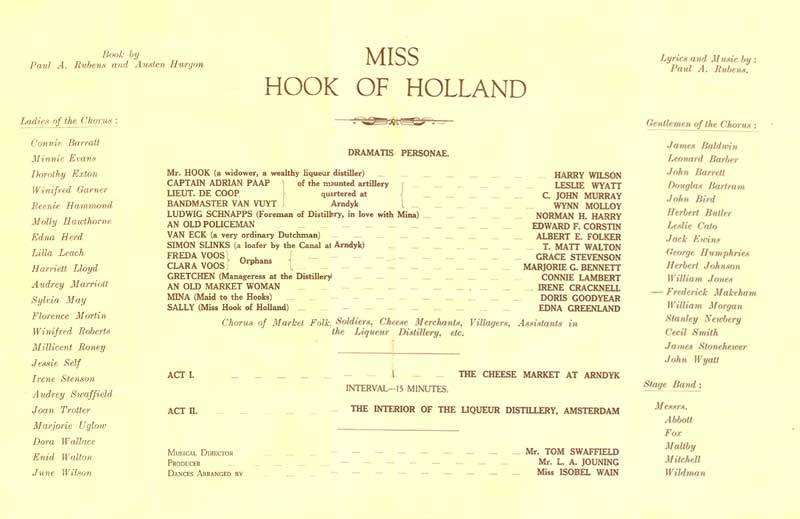 Book by
Paul A. Rubens and Austen Hurgon
MISS
HOOK OF HOLLAND
Lyrics and Music by :
Paul A. Rubens.
Ladies of the Chorus :
Connie Barratt
Minnie Evans
Dorothy Exton
Winifred Garner
Reenie Hammond
Molly Hawthorne
Edna Herd
Lilla Leach
Harriett Lloyd
Audrey Marriott
Sylvia May
Florence Mortin
Winifred Roberts
Millicent Roney
Jessie Self
Irene Stenson
Audrey Swaffield
Joan Trotter
Marjorie Uglow
Dora Wallace
Enid Walton
June Wilson
DRAMATIS PERSONAE.
Mr. HOOK (a widower, a wealthy liqueur distiller) HARRY WILSON
CAPTAIN ADRIAN PAAP } of the mounted artillery { LESLIE WYATT
LIEUT. DE COOP } quartered at { C. JOHN MURRAY
BANDMASTER VAN VUYT } Arndyk { WYNN MOLLOY
LUDWIG SCHNAPPS (Foreman of Distillery, in love with Mina) NORMAN H. HARRY
AN OLD POLICEMAN EDWARD F. CORSTIN
VAN ECK (a very ordinary Dutchman) ALBERT E. FOLKER
SIMON SLINKS (a loafer by the Canal at Arndyk) T. MATT WALTON
FREDA VOOS } Orphans { GRACE STEVENSON
CLARA VOOS } { MARJORIE G. BENNETT
GRETCHEN (Manageress at the Distillery) CONNIE LAMBERT
AN OLD MARKET WOMAN IRENE CRACKNELL
MINA (Maid to the Hooks) DORIS GOODYEAR
SALLY (Miss Hook of Holland) EDNA GREENLAND
Chorus of Market Folk, Soldiers, Cheese Merchants, Villagers, Assistants in
the Liqueur Distillery, etc.
ACT I. THE CHEESE MARKET AT ARNDYK
INTERVAL—15 MINUTES.
ACT II. THE INTERIOR OF THE LIQUEUR DISTILLERY, AMSTERDAM
MUSICAL DIRECTOR Mr. TOM SWAFFIELD
PRODUCER Mr. L. A. JOUNING
DANCES ARRANGED BY Miss ISOBEL WAIN
Gentlemen of the Chorus :
James Baldwin
Leonard Barber
John Barrett
Douglas Bartram
John Bird
Herbert Butler
Leslie Cato
Jack Ewins
George Humphries
Herbert Johnson
William Jones
Frederick Makeham
William Morgan
Stanley Newbery
Cecil Smith
James Stonehewer
John Wyatt
Stage Band :
Messrs.
Abbott
Fox
Maltby
Mitchell
Wildman